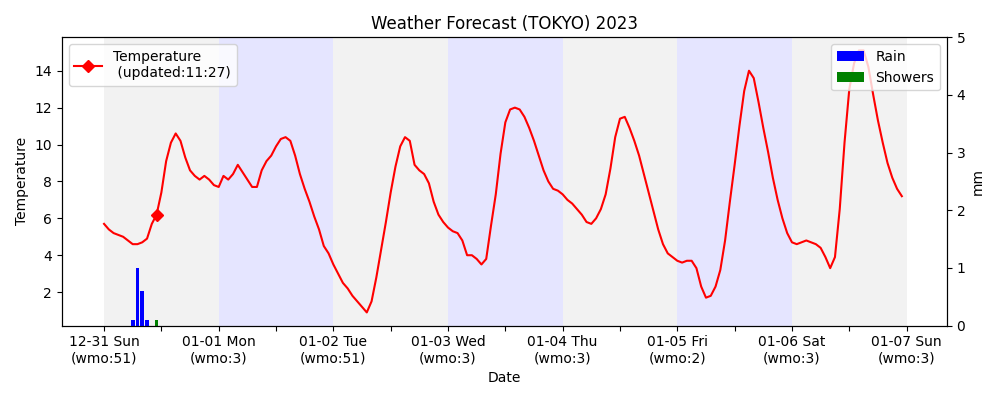 Weather Forecast (TOKYO) 2023
Temperature
(updated:11:27)
Rain
Showers
Temperature
14
12
10
8
6
4
2
5
4
3
2
1
0
mm
12-31 Sun
(wmo:51)
01-01 Mon
(wmo:3)
01-02 Tue
(wmo:51)
01-03 Wed
(wmo:3)
01-04 Thu
(wmo:3)
01-05 Fri
(wmo:2)
01-06 Sat
(wmo:3)
01-07 Sun
(wmo:3)
Date